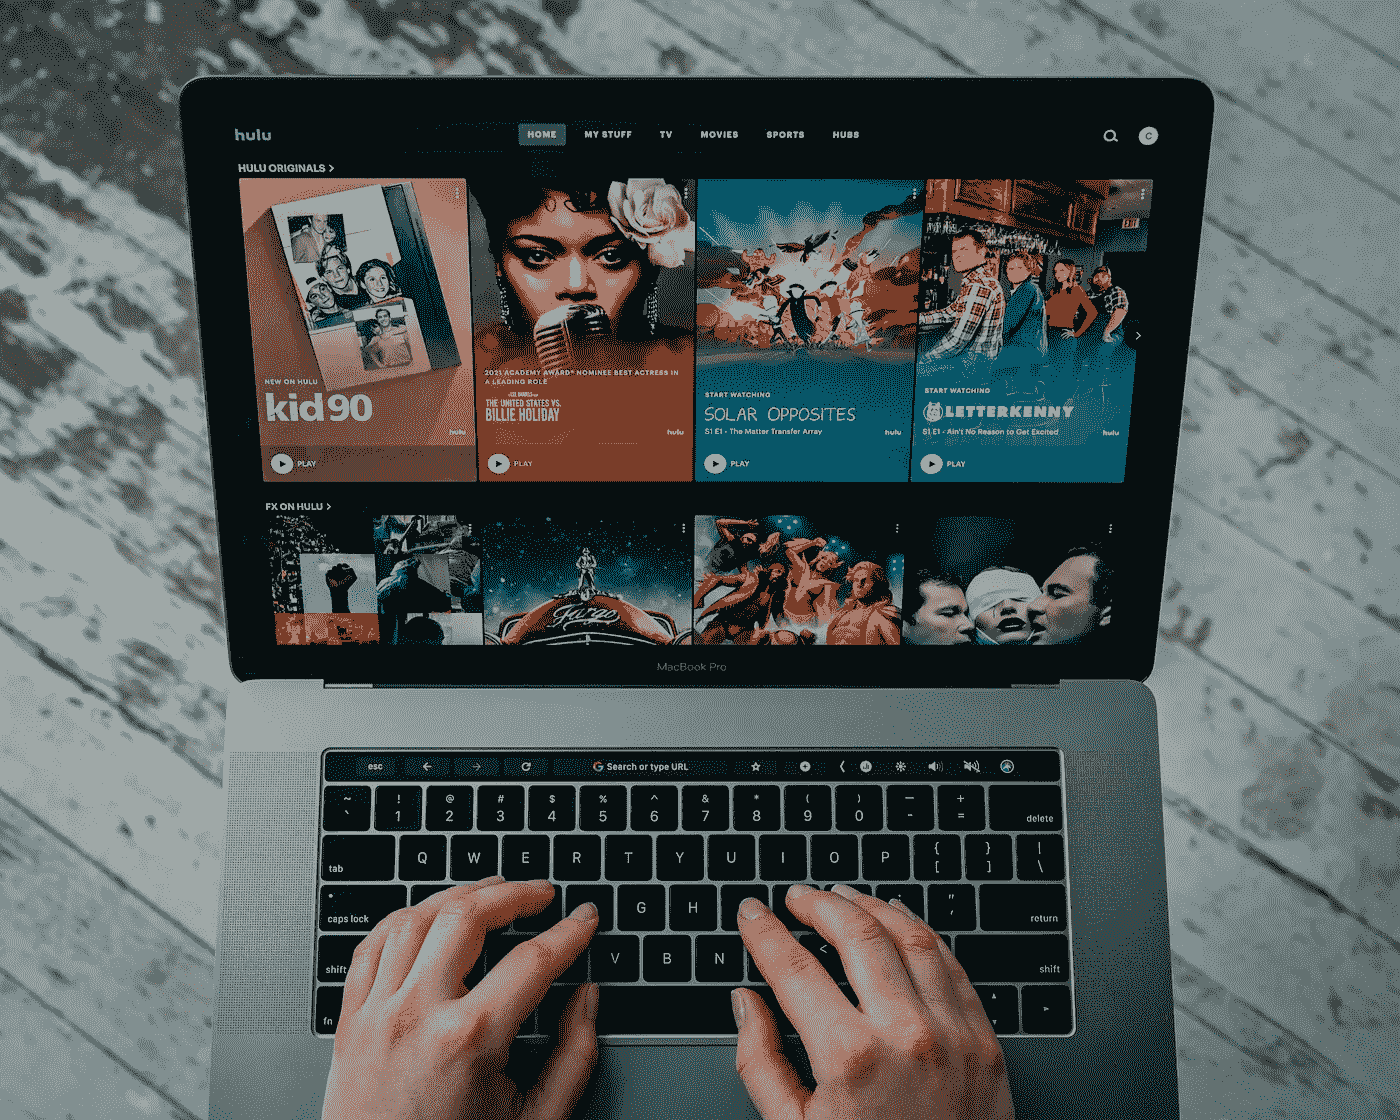 hulu
HOME MY STUFF TV MOVIES SPORTS HUBS
C
HULU ORIGINALS >
NEW ON HULU
kid 90
hulu
PLAY
2021 ACADEMY AWARD® NOMINEE BEST ACTRESS IN
A LEADING ROLE
THE UNITED STATES VS.
BILLIE HOLIDAY
hulu
PLAY
START WATCHING
SOLAR OPPOSITES
S1 E1 - The Matter Transfer Array
hulu
PLAY
EXIT
START WATCHING
LETTERKENNY
S1 E1 - Ain't No Reason to Get Excited
hulu
PLAY
FX ON HULU >
Fargo
MacBook Pro
esc
G Search or type URL
~ ! @ # $ % ^ & * ( ) — +
` 1 2 3 4 5 6 7 8 9 0 - = delete
tab Q W E R T Y U I O P { [ } ] | \
caps lock G H " ' return
shift V B N < shift
fn